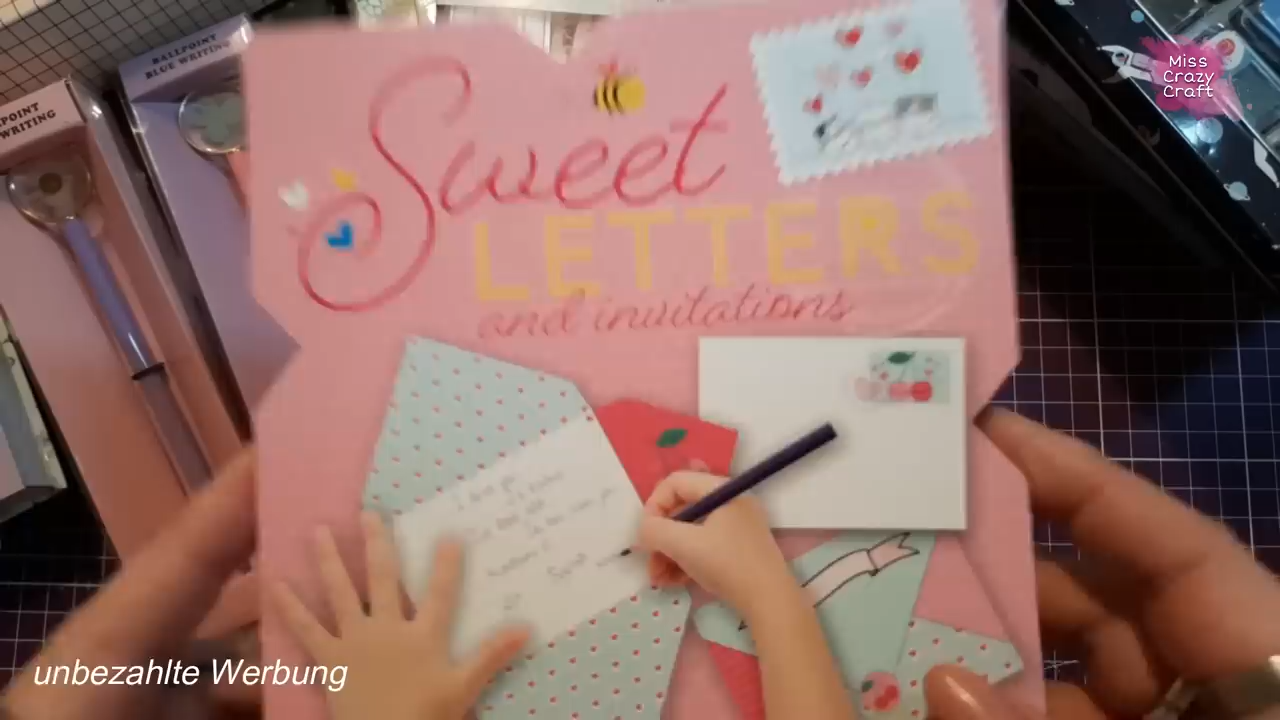 BALLPOINT
BLUE WRITING
POINT
WRITING
Miss
Crazy
Craft
Sweet
LETTERS
and invitations
unbezahlte Werbung